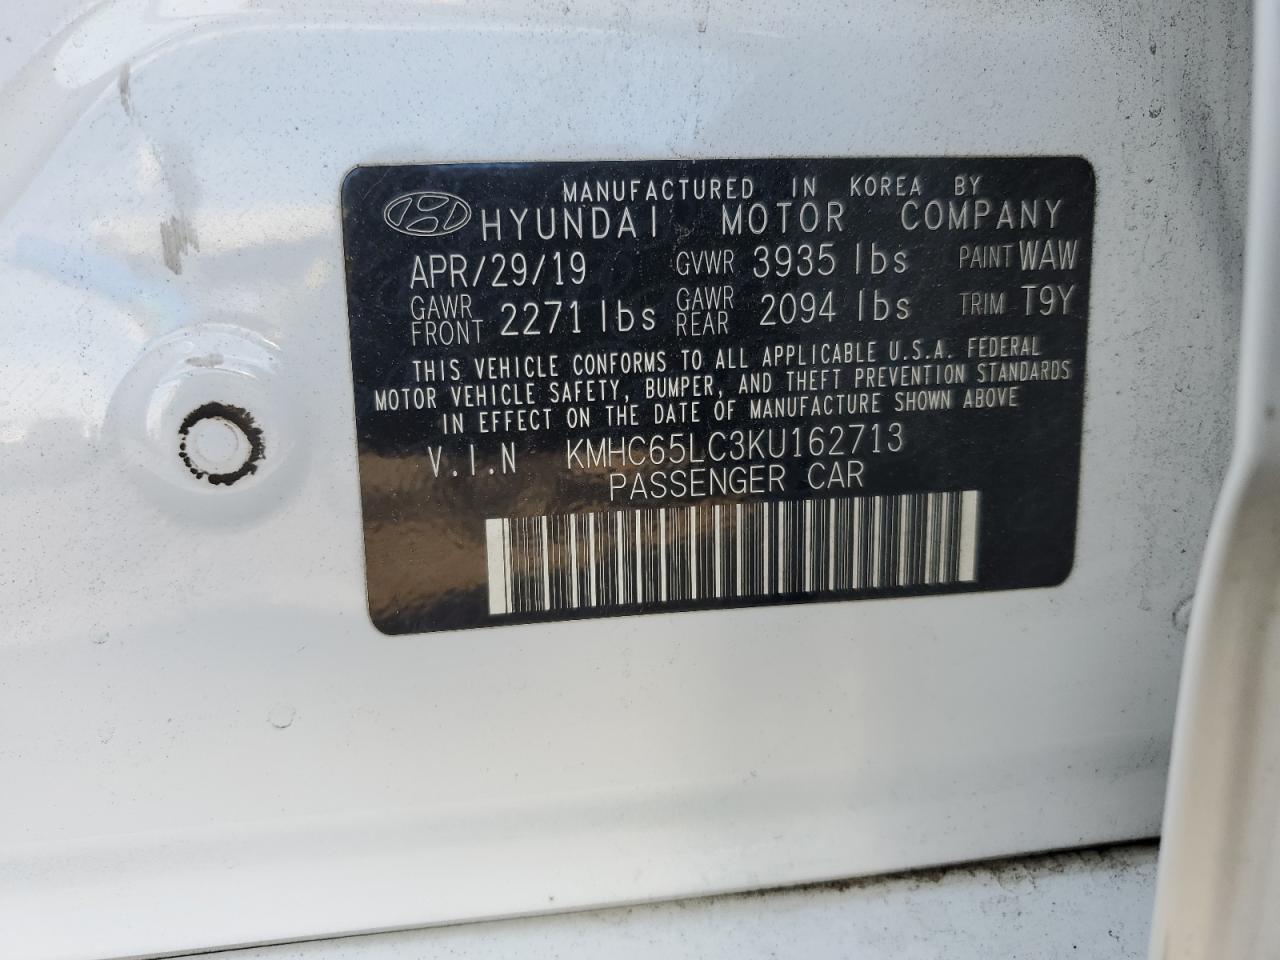 MANUFACTURED IN KOREA BY
HYUNDAI MOTOR COMPANY
APR/29/19 GVWR 3935 lbs PAINT WAW
GAWR FRONT 2271 lbs GAWR REAR 2094 lbs TRIM T9Y
THIS VEHICLE CONFORMS TO ALL APPLICABLE U.S.A. FEDERAL
MOTOR VEHICLE SAFETY, BUMPER, AND THEFT PREVENTION STANDARDS
IN EFFECT ON THE DATE OF MANUFACTURE SHOWN ABOVE
V.I.N KMHC65LC3KU162713
PASSENGER CAR